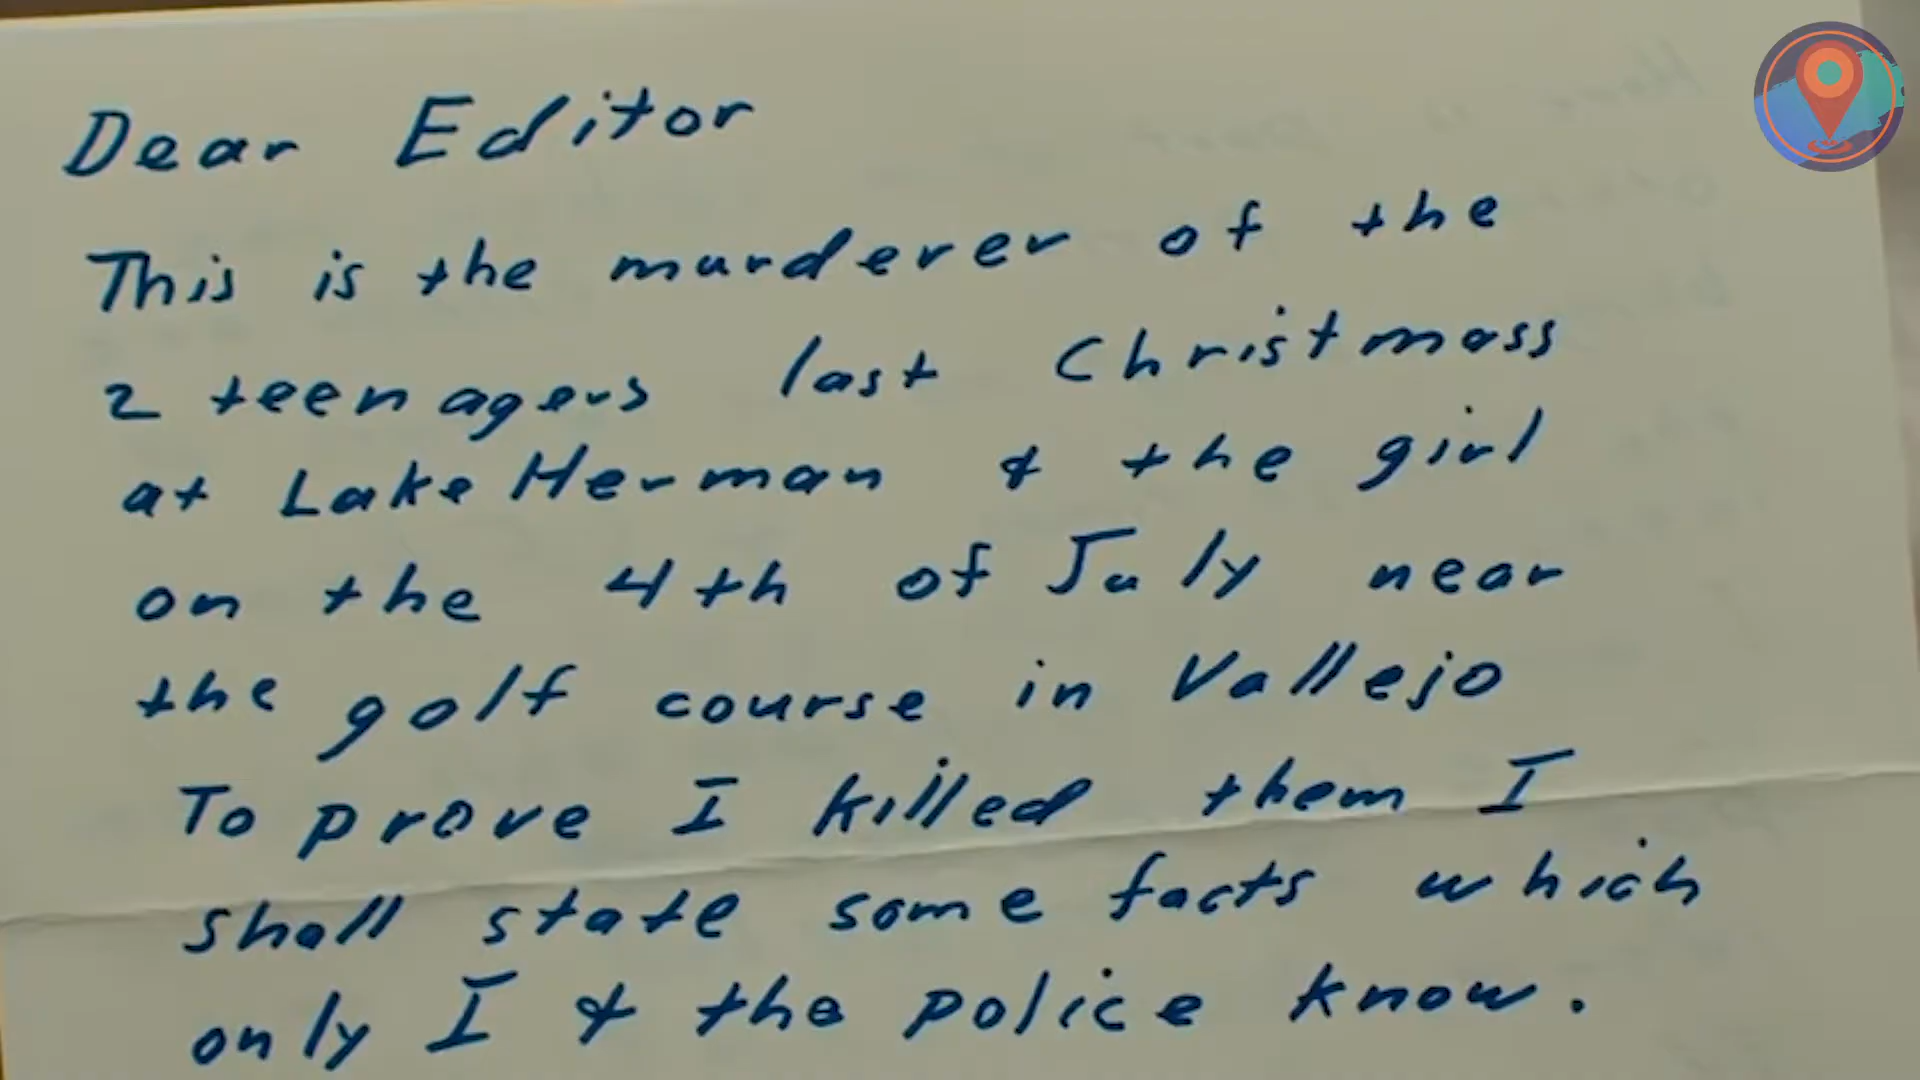 Dear Editor
This is the murderer of the
2 teenagers last Christmass
at Lake Herman & the girl
on the 4th of July near
the golf course in Vallejo
To prove I killed them I
shall state some facts which
only I & the police know.